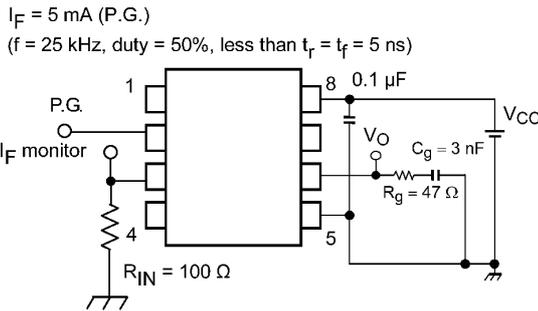 IF = 5 mA (P.G.)
(f = 25 kHz, duty = 50%, less than tr = tf = 5 ns)
1
8
0.1 μF
P.G.
VCC
VO
Cg = 3 nF
IF monitor
Rg = 47 Ω
4
5
RIN = 100 Ω